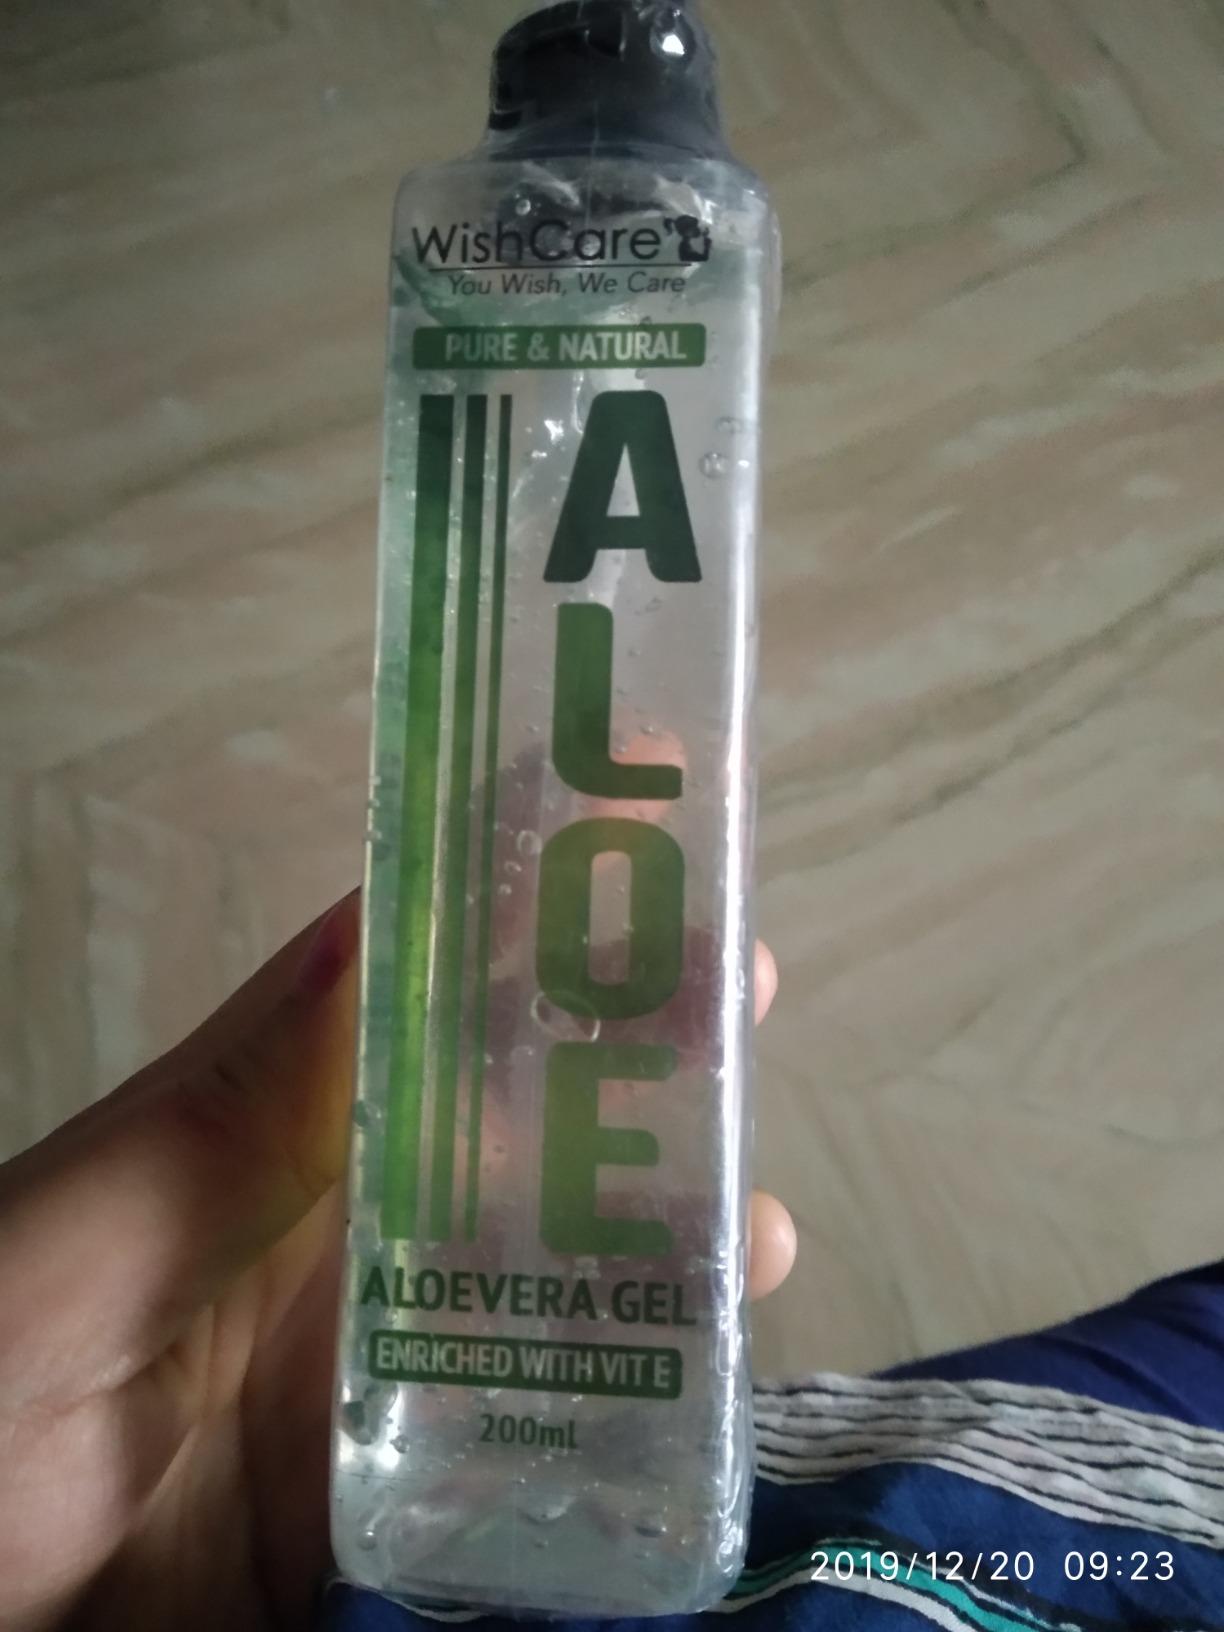 WishCare
You Wish, We Care
PURE & NATURAL
ALOE
ALOEVERA GEL
ENRICHED WITH VIT E
200mL
2019/12/20 09:23